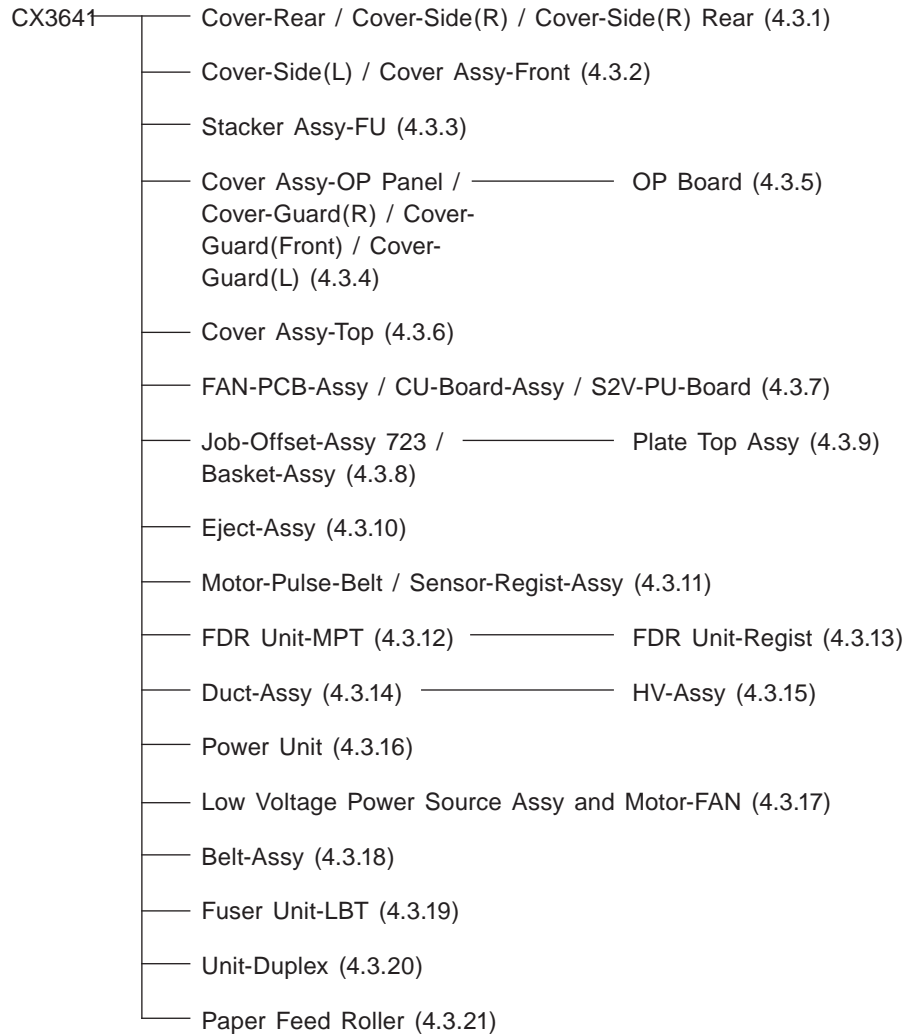 CX3641 Cover-Rear / Cover-Side(R) / Cover-Side(R) Rear (4.3.1)
Cover-Side(L) / Cover Assy-Front (4.3.2)
Stacker Assy-FU (4.3.3)
Cover Assy-OP Panel / OP Board (4.3.5)
Cover-Guard(R) / Cover-
Guard(Front) / Cover-
Guard(L) (4.3.4)
Cover Assy-Top (4.3.6)
FAN-PCB-Assy / CU-Board-Assy / S2V-PU-Board (4.3.7)
Job-Offset-Assy 723 / Plate Top Assy (4.3.9)
Basket-Assy (4.3.8)
Eject-Assy (4.3.10)
Motor-Pulse-Belt / Sensor-Regist-Assy (4.3.11)
FDR Unit-MPT (4.3.12) FDR Unit-Regist (4.3.13)
Duct-Assy (4.3.14) HV-Assy (4.3.15)
Power Unit (4.3.16)
Low Voltage Power Source Assy and Motor-FAN (4.3.17)
Belt-Assy (4.3.18)
Fuser Unit-LBT (4.3.19)
Unit-Duplex (4.3.20)
Paper Feed Roller (4.3.21)